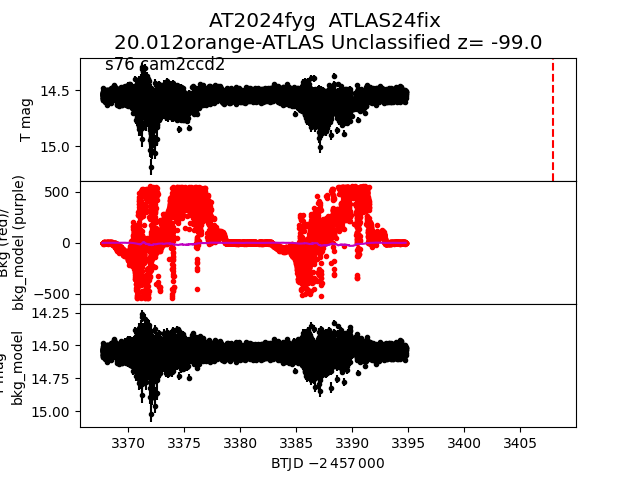 AT2024fyg  ATLAS24fix
20.012orange-ATLAS Unclassified z= -99.0
s76 cam2ccd2
T mag
14.5
15.0
Bkg (red)/
bkg_model (purple)
500
0
−500
mag
bkg_model
14.25
14.50
14.75
15.00
3370 3375 3380 3385 3390 3395 3400 3405
BTJD −2 457 000